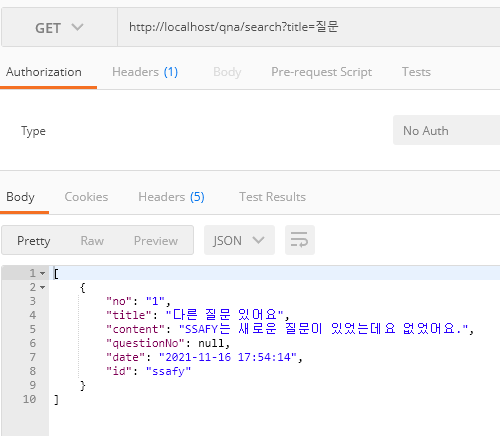 GET http://localhost/qna/search?title=질문
Authorization Headers (1) Body Pre-request Script Tests
Type No Auth
Body Cookies Headers (5) Test Results
Pretty Raw Preview JSON
1 [
2 {
3 "no": "1",
4 "title": "다른 질문 있어요",
5 "content": "SSAFY는 새로운 질문이 있었는데요 없었어요.",
6 "questionNo": null,
7 "date": "2021-11-16 17:54:14",
8 "id": "ssafy"
9 }
10 ]